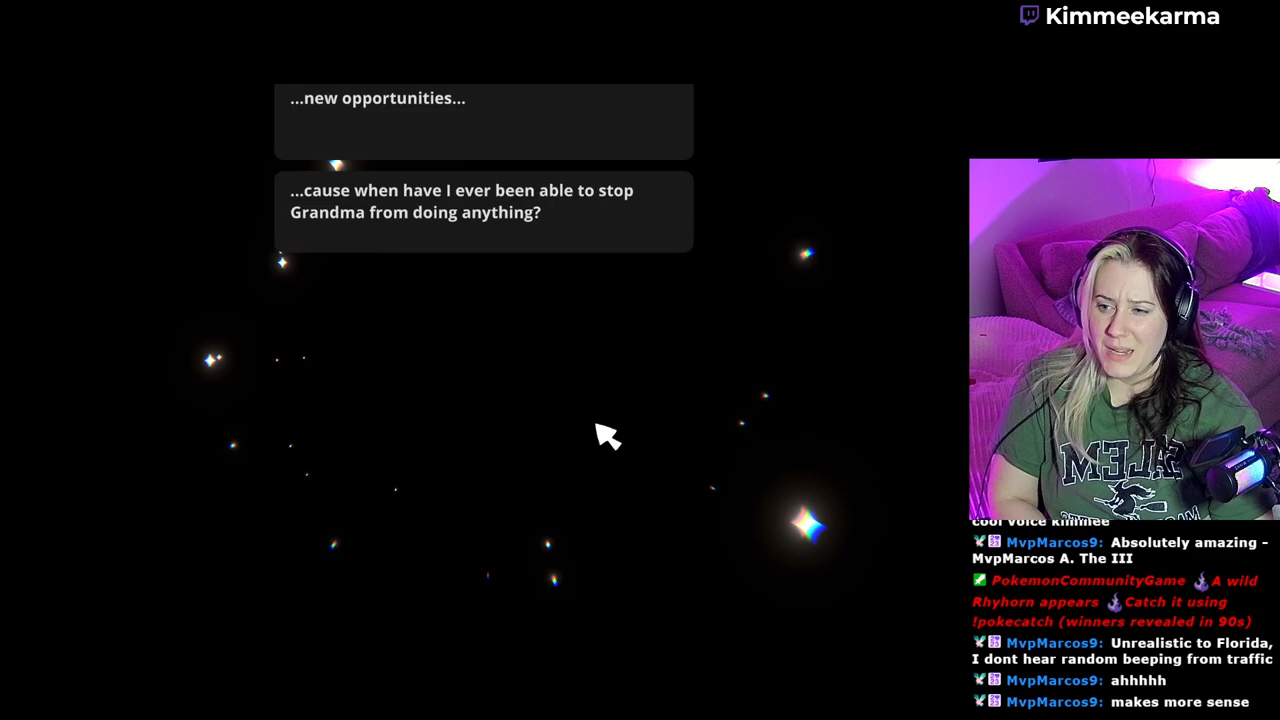 Kimmeekarma
...new opportunities...
...cause when have I ever been able to stop
Grandma from doing anything?
SALEM
cool voice kimmee
MvpMarcos9: Absolutely amazing -
MvpMarcos A. The III
PokemonCommunityGame A wild
Rhyhorn appears Catch it using
!pokecatch (winners revealed in 90s)
MvpMarcos9: Unrealistic to Florida,
I dont hear random beeping from traffic
MvpMarcos9: ahhhhh
MvpMarcos9: makes more sense